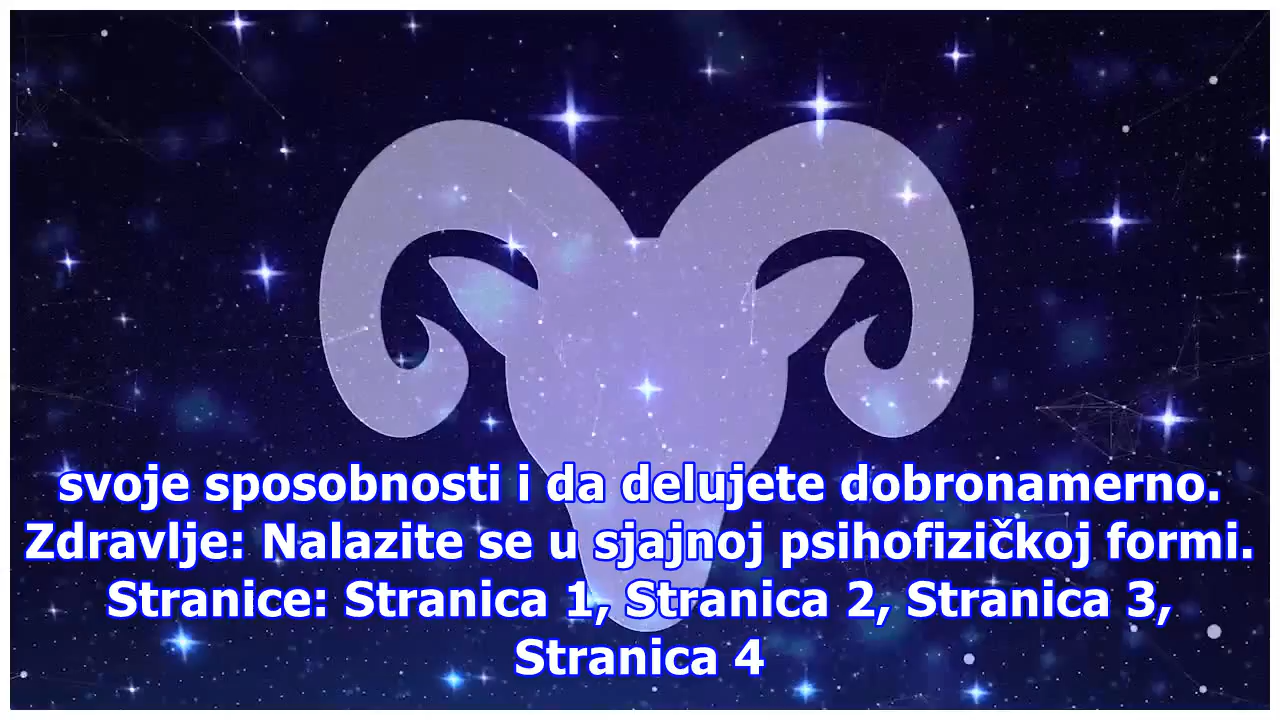 svoje sposobnosti i da delujete dobronamerno.
Zdravlje: Nalazite se u sjajnoj psihofizičkoj formi.
Stranice: Stranica 1, Stranica 2, Stranica 3,
Stranica 4